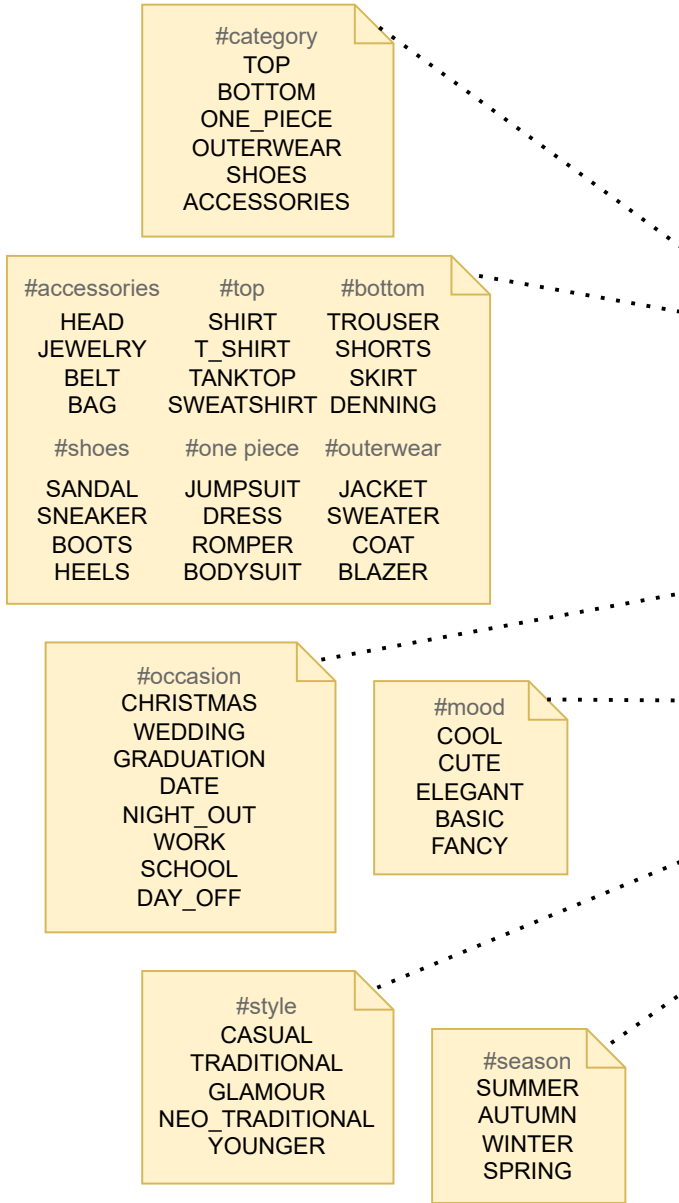 #category
TOP
BOTTOM
ONE_PIECE
OUTERWEAR
SHOES
ACCESSORIES
#accessories #top #bottom
HEAD SHIRT TROUSER
JEWELRY T_SHIRT SHORTS
BELT TANKTOP SKIRT
BAG SWEATSHIRT DENNING
#shoes #one piece #outerwear
SANDAL JUMPSUIT JACKET
SNEAKER DRESS SWEATER
BOOTS ROMPER COAT
HEELS BODYSUIT BLAZER
#occasion
CHRISTMAS
WEDDING
GRADUATION
DATE
NIGHT_OUT
WORK
SCHOOL
DAY_OFF
#mood
COOL
CUTE
ELEGANT
BASIC
FANCY
#style
CASUAL
TRADITIONAL
GLAMOUR
NEO_TRADITIONAL
YOUNGER
#season
SUMMER
AUTUMN
WINTER
SPRING